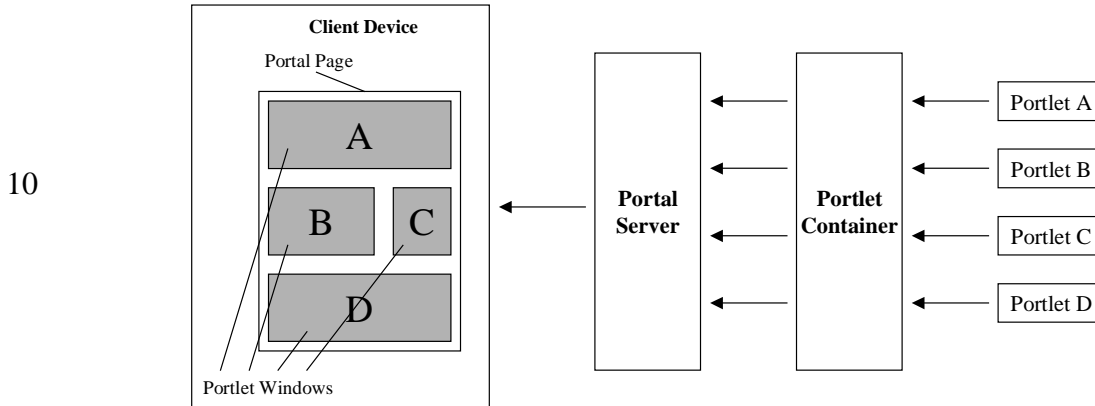 Client Device
Portal Page
A
B
C
D
Portlet Windows
10
Portal
Server
Portlet
Container
Portlet A
Portlet B
Portlet C
Portlet D